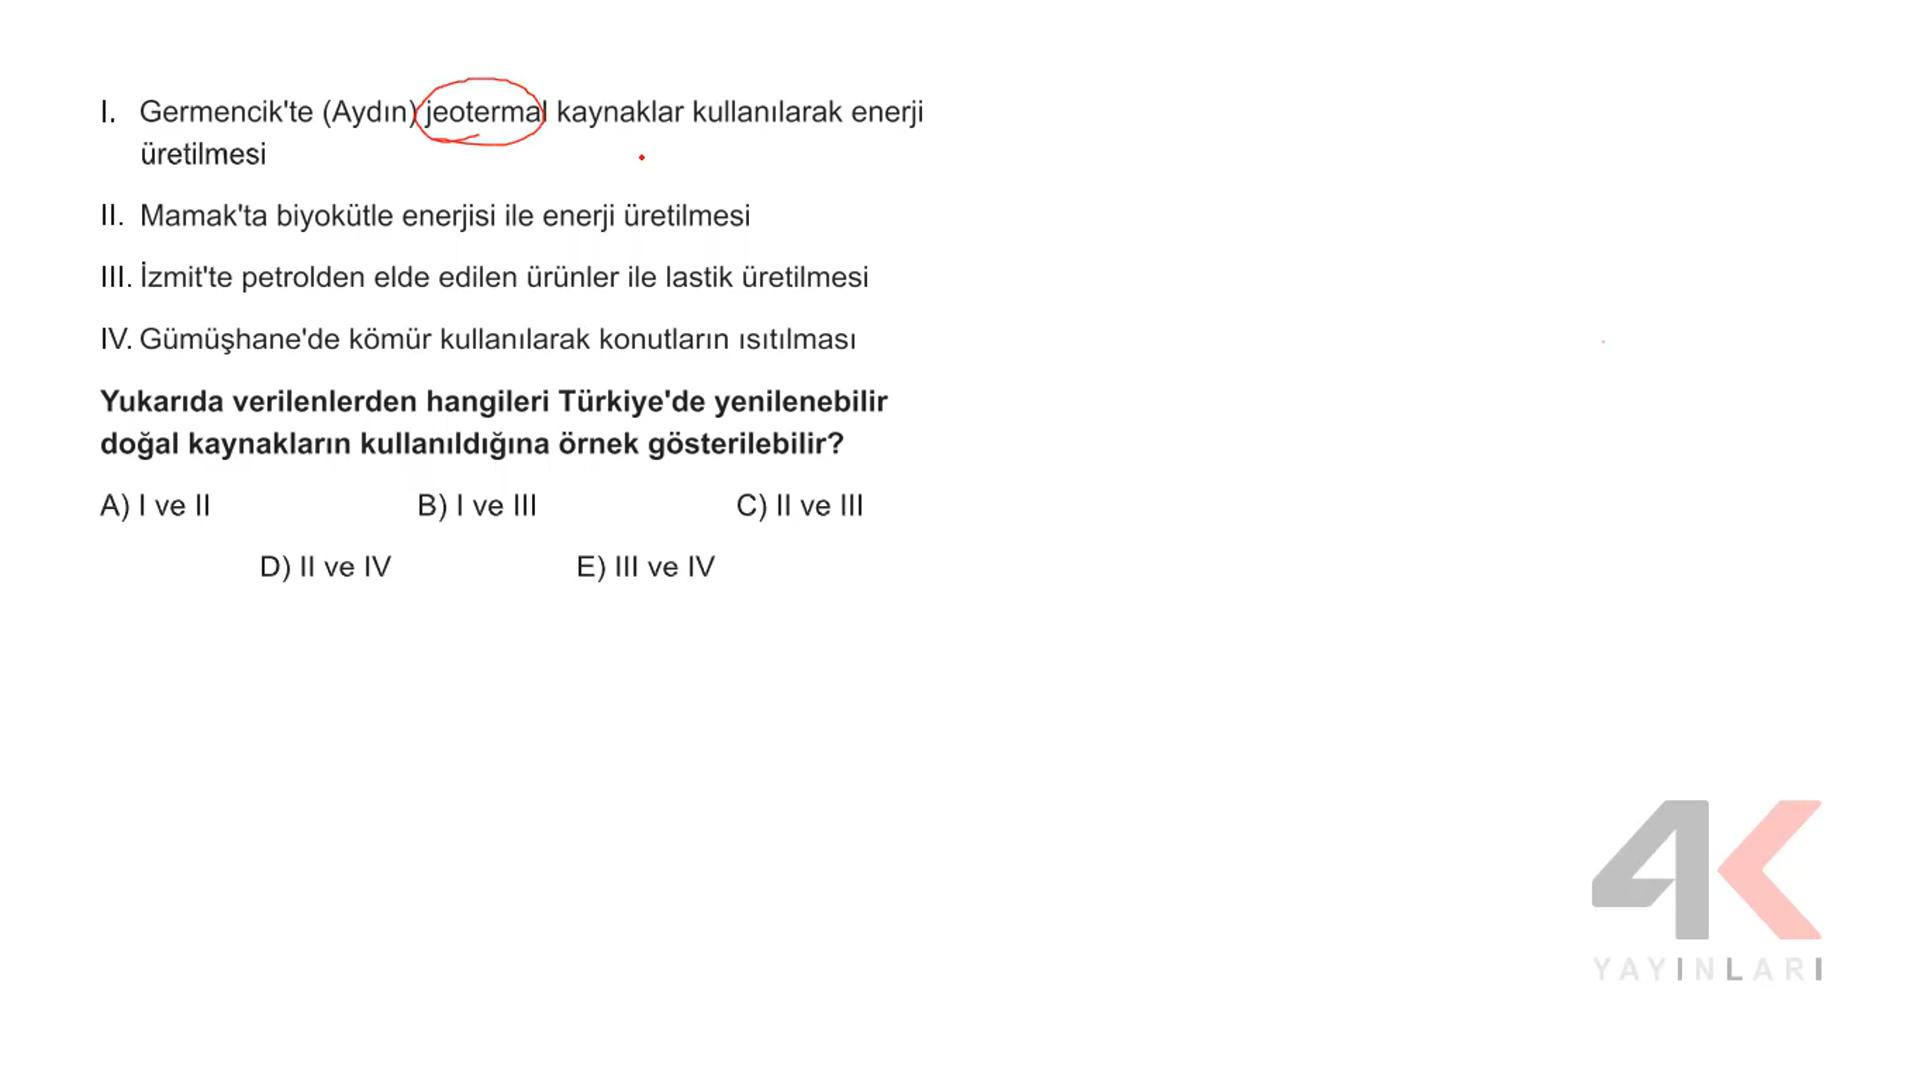 I. Germencik'te (Aydın) jeotermal kaynaklar kullanılarak enerji
üretilmesi
II. Mamak'ta biyokütle enerjisi ile enerji üretilmesi
III. İzmit'te petrolden elde edilen ürünler ile lastik üretilmesi
IV. Gümüşhane'de kömür kullanılarak konutların ısıtılması
Yukarıda verilenlerden hangileri Türkiye'de yenilenebilir
doğal kaynakların kullanıldığına örnek gösterilebilir?
A) I ve II B) I ve III C) II ve III
D) II ve IV E) III ve IV
4K
YAYINLARI